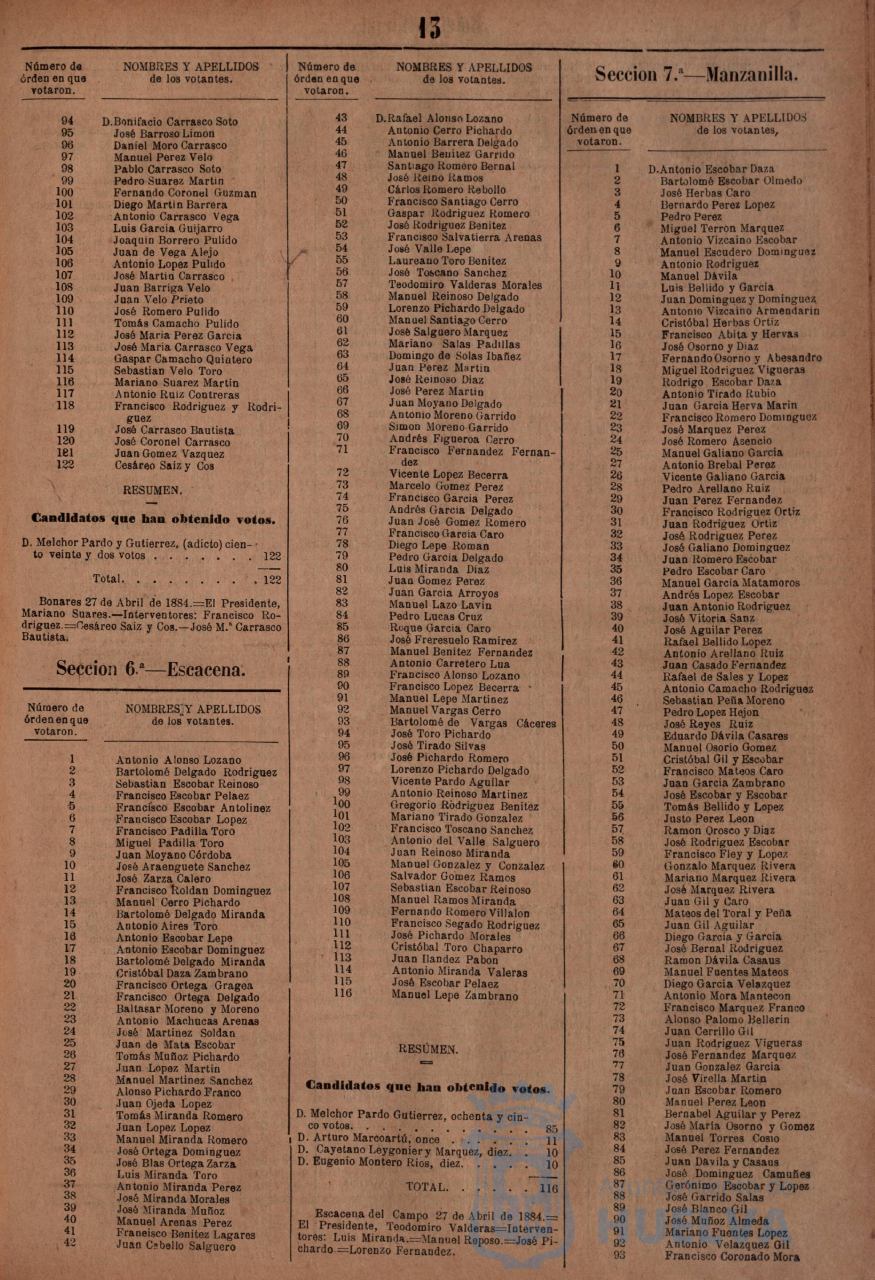 13
Número de
órden en que
votaron.
NOMBRES Y APELLIDOS
de los votantes.
94 D. Bonifacio Carrasco Soto
95 José Barroso Limon
96 Daniel Moro Carrasco
97 Manuel Perez Velo
98 Pablo Carrasco Soto
99 Pedro Suarez Martin
100 Fernando Coronel Guzman
101 Diego Martin Barrera
102 Antonio Carrasco Vega
103 Luis Garcia Guijarro
104 Joaquin Borrero Pulido
105 Juan de Vega Alejo
106 Antonio Lopez Pulido
107 José Martin Carrasco
108 Juan Barriga Velo
109 Juan Velo Prieto
110 José Romero Pulido
111 Tomás Camacho Pulido
112 José Maria Perez Garcia
113 José Maria Carrasco Vega
114 Gaspar Camacho Quintero
115 Sebastian Velo Toro
116 Mariano Suarez Martin
117 Antonio Ruiz Contreras
118 Francisco Rodriguez y Rodri-
guez
119 José Carrasco Bautista
120 José Coronel Carrasco
181 Juan Gomez Vazquez
122 Cesáreo Saiz y Cos
RESUMEN.
Candidatos que han obtenido votos.
D. Melchor Pardo y Gutierrez, (adicto) cien-
to veinte y dos votos . . . . . . . 122
Total. . . . . . . . . 122
Bonares 27 de Abril de 1884.=El Presidente,
Mariano Suares.—Interventores: Francisco Ro-
driguez.=Cesáreo Saiz y Cos.—José M.ª Carrasco
Bautista.
Seccion 6.ª—Escacena.
Número de
órden en que
votaron.
NOMBRES Y APELLIDOS
de los votantes.
1 Antonio Alonso Lozano
2 Bartolomé Delgado Rodriguez
3 Sebastian Escobar Reinoso
4 Francisco Escobar Pelaez
5 Francisco Escobar Antolinez
6 Francisco Escobar Lopez
7 Francisco Padilla Toro
8 Miguel Padilla Toro
9 Juan Moyano Córdoba
10 José Araenguete Sanchez
11 José Zarza Calero
12 Francisco Roldan Dominguez
13 Manuel Cerro Pichardo
14 Bartolomé Delgado Miranda
15 Antonio Aires Toro
16 Antonio Escobar Lepe
17 Antonio Escobar Dominguez
18 Bartolomé Delgado Miranda
19 Cristóbal Daza Zambrano
20 Francisco Ortega Gragea
21 Francisco Ortega Delgado
22 Baltasar Moreno y Moreno
23 Antonio Machucas Arenas
24 José Martinez Soldan
25 Juan de Mata Escobar
26 Tomás Muñoz Pichardo
27 Juan Lopez Martin
28 Manuel Martinez Sanchez
29 Alonso Pichardo Franco
30 Juan Ojeda Lopez
31 Tomás Miranda Romero
32 Juan Lopez Lopez
33 Manuel Miranda Romero
34 José Ortega Dominguez
35 José Blas Ortega Zarza
36 Luis Miranda Toro
37 Antonio Miranda Perez
38 José Miranda Morales
39 José Miranda Muñoz
40 Manuel Arenas Perez
41 Francisco Benitez Lagares
42 Juan Cabello Salguero
Número de
órden en que
votaron.
NOMBRES Y APELLIDOS
de los votantes.
43 D. Rafael Alonso Lozano
44 Antonio Cerro Pichardo
45 Antonio Barrera Delgado
46 Manuel Benitez Garrido
47 Santiago Romero Bernal
48 José Reino Ramos
49 Cárlos Romero Rebollo
50 Francisco Santiago Cerro
51 Gaspar Rodriguez Romero
52 José Rodriguez Benitez
53 Francisco Salvatierra Arenas
54 José Valle Lepe
55 Laureano Toro Benitez
56 José Toscano Sanchez
57 Teodomiro Valderas Morales
58 Manuel Reinoso Delgado
59 Lorenzo Pichardo Delgado
60 Manuel Santiago Cerro
61 José Salguero Marquez
62 Mariano Salas Padillas
63 Domingo de Solas Ibañez
64 Juan Perez Martin
65 José Reinoso Diaz
66 José Perez Martin
67 Juan Moyano Delgado
68 Antonio Moreno Garrido
69 Simon Moreno Garrido
70 Andrés Figueroa Cerro
71 Francisco Fernandez Fernan-
dez
72 Vicente Lopez Becerra
73 Marcelo Gomez Perez
74 Francisco Garcia Perez
75 Andrés Garcia Delgado
76 Juan José Gomez Romero
77 Francisco Garcia Caro
78 Diego Lepe Roman
79 Pedro Garcia Delgado
80 Luis Miranda Diaz
81 Juan Gomez Perez
82 Juan Garcia Arroyos
83 Manuel Lazo Lavin
84 Pedro Lucas Cruz
85 Roque Garcia Caro
86 José Freresuelo Ramirez
87 Manuel Benitez Fernandez
88 Antonio Carretero Lua
89 Francisco Alonso Lozano
90 Francisco Lopez Becerra
91 Manuel Lepe Martinez
92 Manuel Vargas Cerro
93 Bartolomé de Vargas Cáceres
94 José Toro Pichardo
95 José Tirado Silvas
96 José Pichardo Romero
97 Lorenzo Pichardo Delgado
98 Vicente Pardo Aguilar
99 Antonio Reinoso Martinez
100 Gregorio Rodriguez Benitez
101 Mariano Tirado Gonzalez
102 Francisco Toscano Sanchez
103 Antonio del Valle Salguero
104 Juan Reinoso Miranda
105 Manuel Gonzalez y Conzalez
106 Salvador Gomez Ramos
107 Sebastian Escobar Reinoso
108 Manuel Ramos Miranda
109 Fernando Romero Villalon
110 Francisco Segado Rodriguez
111 José Pichardo Morales
112 Cristóbal Toro Chaparro
113 Juan Ilandez Pabon
114 Antonio Miranda Valeras
115 José Escobar Pelaez
116 Manuel Lepe Zambrano
RESÚMEN.
Candidatos que han obtenido votos.
D. Melchor Pardo Gutierrez, ochenta y cin-
co votos. . . . . . . . . . . . 85
D. Arturo Marcoartú, once . . . . . . 11
D. Cayetano Leygonier y Marquez, diez. . 10
D. Eugenio Montero Rios, diez. . . . . 10
TOTAL. . . . . . 116
Escacena del Campo 27 de Abril de 1884.=
El Presidente, Teodomiro Valderas=Interven-
tores: Luis Miranda.=Manuel Reposo.=José Pi-
chardo.=Lorenzo Fernandez.
Seccion 7.ª—Manzanilla.
Número de
órden en que
votaron.
NOMBRES Y APELLIDOS
de los votantes,
1 D. Antonio Escobar Daza
2 Bartolomé Escobar Olmedo
3 José Herbas Caro
4 Bernardo Perez Lopez
5 Pedro Perez
6 Miguel Terron Marquez
7 Antonio Vizcaino Escobar
8 Manuel Escudero Dominguez
9 Antonio Rodriguez
10 Manuel Dávila
11 Luis Bellido y Garcia
12 Juan Dominguez y Dominguez
13 Antonio Vizcaino Armendarin
14 Cristóbal Herbas Ortiz
15 Francisco Abita y Hervas
16 José Osorno y Diaz
17 Fernando Osorno y Abesandro
18 Miguel Rodriguez Vigueras
19 Rodrigo Escobar Daza
20 Antonio Tirado Rubio
21 Juan Garcia Herva Marin
22 Francisco Romero Dominguez
23 José Marquez Perez
24 José Romero Asencio
25 Manuel Galiano Garcia
27 Antonio Brebal Perez
26 Vicente Galiano Garcia
28 Pedro Arellano Ruiz
29 Juan Perez Fernandez
30 Francisco Rodriguez Ortiz
31 Juan Rodriguez Ortiz
32 José Rodriguez Perez
33 José Galiano Dominguez
34 Juan Romero Escobar
35 Pedro Escobar Caro
36 Manuel Garcia Matamoros
37 Andrés Lopez Escobar
38 Juan Antonio Rodriguez
39 José Vitoria Sanz
40 José Aguilar Perez
41 Rafael Bellido Lopez
42 Antonio Arellano Ruiz
43 Juan Casado Fernandez
44 Rafael de Sales y Lopez
45 Antonio Camacho Rodriguez
46 Sebastian Peña Moreno
47 Pedro Lopez Hejon
48 José Reyes Ruiz
49 Eduardo Dávila Casares
50 Manuel Osorio Gomez
51 Cristóbal Gil y Escobar
52 Francisco Mateos Caro
53 Juan Garcia Zambrano
54 José Escobar y Escobar
55 Tomás Bellido y Lopez
56 Justo Perez Leon
57 Ramon Orosco y Diaz
58 José Rodriguez Escobar
59 Francisco Fley y Lopez
60 Gonzalo Marquez Rivera
61 Mariano Marquez Rivera
62 José Marquez Rivera
63 Juan Gil y Caro
64 Mateos del Toral y Peña
65 Juan Gil Aguilar
66 Diego Garcia y Garcia
67 José Bernal Rodriguez
68 Ramon Dávila Casaus
69 Manuel Fuentes Mateos
70 Diego Garcia Velazquez
71 Antonio Mora Mantecon
72 Francisco Marquez Franco
73 Alonso Palomo Bellerin
74 Juan Cerrillo Gil
75 Juan Rodriguez Vigueras
76 José Fernandez Marquez
77 Juan Gonzalez Garcia
78 José Virella Martin
79 Juan Escobar Romero
80 Manuel Perez Leon
81 Bernabel Aguilar y Perez
82 José Maria Osorno y Gomez
83 Manuel Torres Cosio
84 José Perez Fernandez
85 Juan Dávila y Casaus
86 José Dominguez Camuñes
87 Gerónimo Escobar y Lopez
88 José Garrido Salas
89 José Blanco Gil
90 José Muñoz Almeda
91 Mariano Fuentes Lopez
92 Antonio Velazquez Gil
93 Francisco Coronado Mora